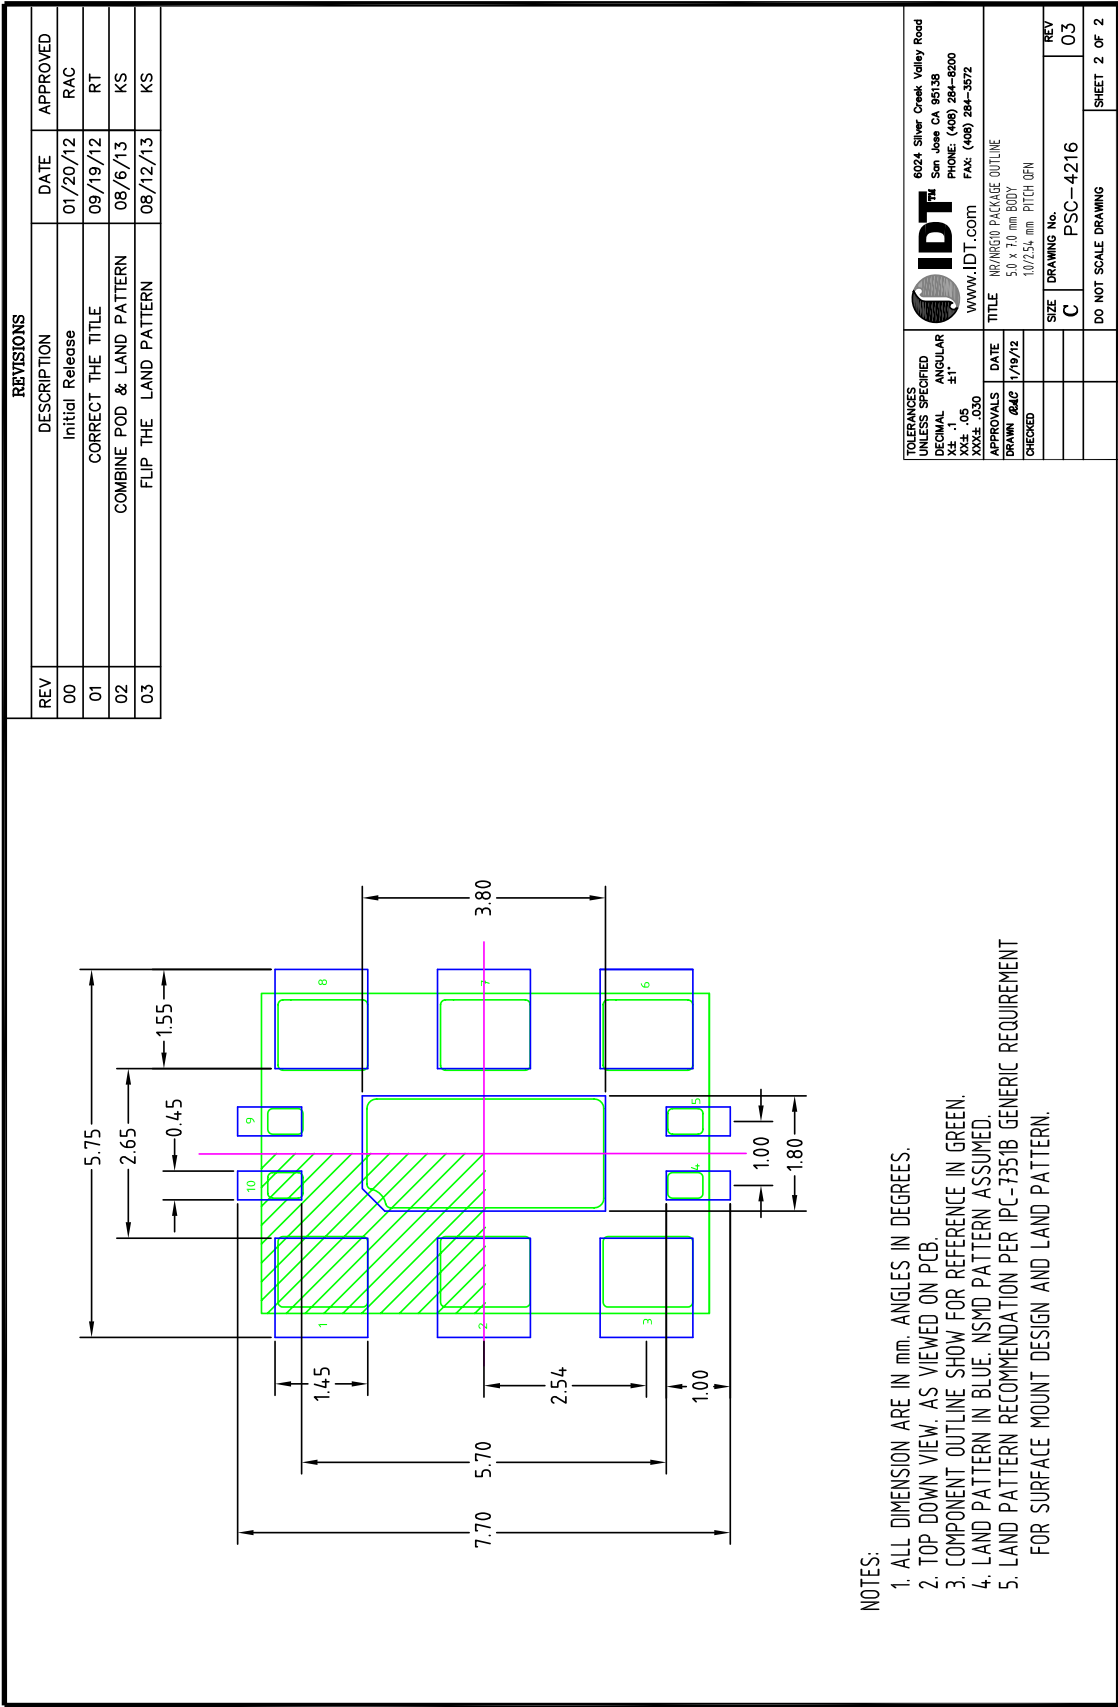 REVISIONS
REV DESCRIPTION DATE APPROVED
00 Initial Release 01/20/12 RAC
01 CORRECT THE TITLE 09/19/12 RT
02 COMBINE POD & LAND PATTERN 08/6/13 KS
03 FLIP THE LAND PATTERN 08/12/13 KS
5.75
1.55
2.65
0.45
10
9
1
8
2
7
3
6
4
5
3.80
1.00
1.80
1.45
2.54
1.00
5.70
7.70
NOTES:
1. ALL DIMENSION ARE IN mm. ANGLES IN DEGREES.
2. TOP DOWN VIEW. AS VIEWED ON PCB.
3. COMPONENT OUTLINE SHOW FOR REFERENCE IN GREEN.
4. LAND PATTERN IN BLUE. NSMD PATTERN ASSUMED.
5. LAND PATTERN RECOMMENDATION PER IPC-7351B GENERIC REQUIREMENT
FOR SURFACE MOUNT DESIGN AND LAND PATTERN.
TOLERANCES
UNLESS SPECIFIED
DECIMAL ANGULAR
X± .1 ±1°
XX± .05
XXX± .030
APPROVALS DATE
DRAWN RAC 1/19/12
CHECKED
IDT™
www.IDT.com
6024 Silver Creek Valley Road
San Jose CA 95138
PHONE: (408) 284-8200
FAX: (408) 284-3572
TITLE NR/NRG10 PACKAGE OUTLINE
5.0 x 7.0 mm BODY
1.0/2.54 mm PITCH QFN
SIZE DRAWING No. REV
C PSC-4216 03
DO NOT SCALE DRAWING SHEET 2 OF 2